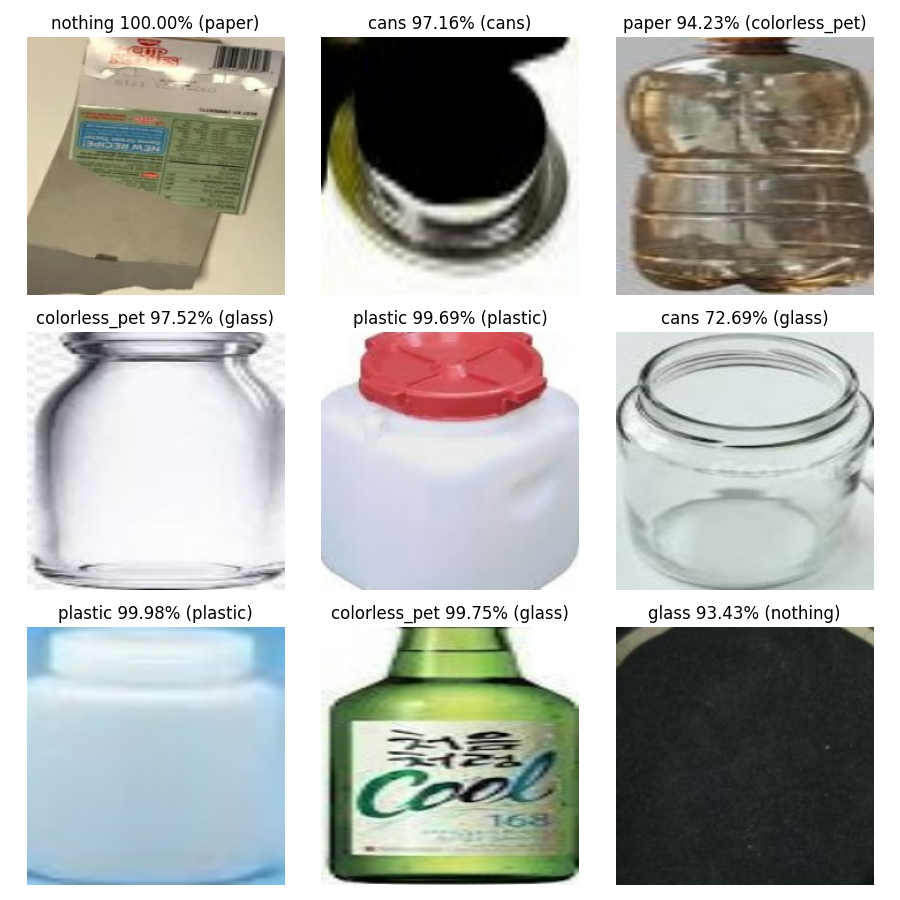 nothing 100.00% (paper)
cans 97.16% (cans)
paper 94.23% (colorless_pet)
NEW RECIPE!
colorless_pet 97.52% (glass)
plastic 99.69% (plastic)
cans 72.69% (glass)
plastic 99.98% (plastic)
colorless_pet 99.75% (glass)
glass 93.43% (nothing)
처음
처럼
Cool
168